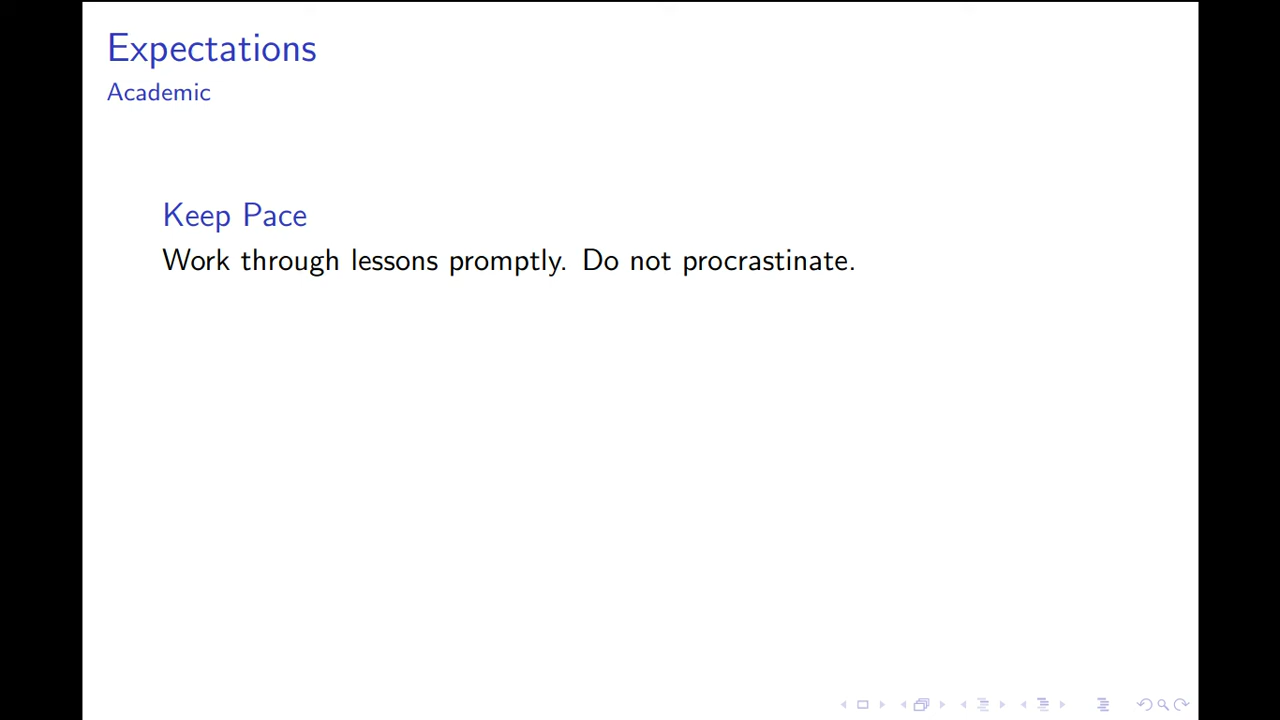 Expectations
Academic
Keep Pace
Work through lessons promptly. Do not procrastinate.